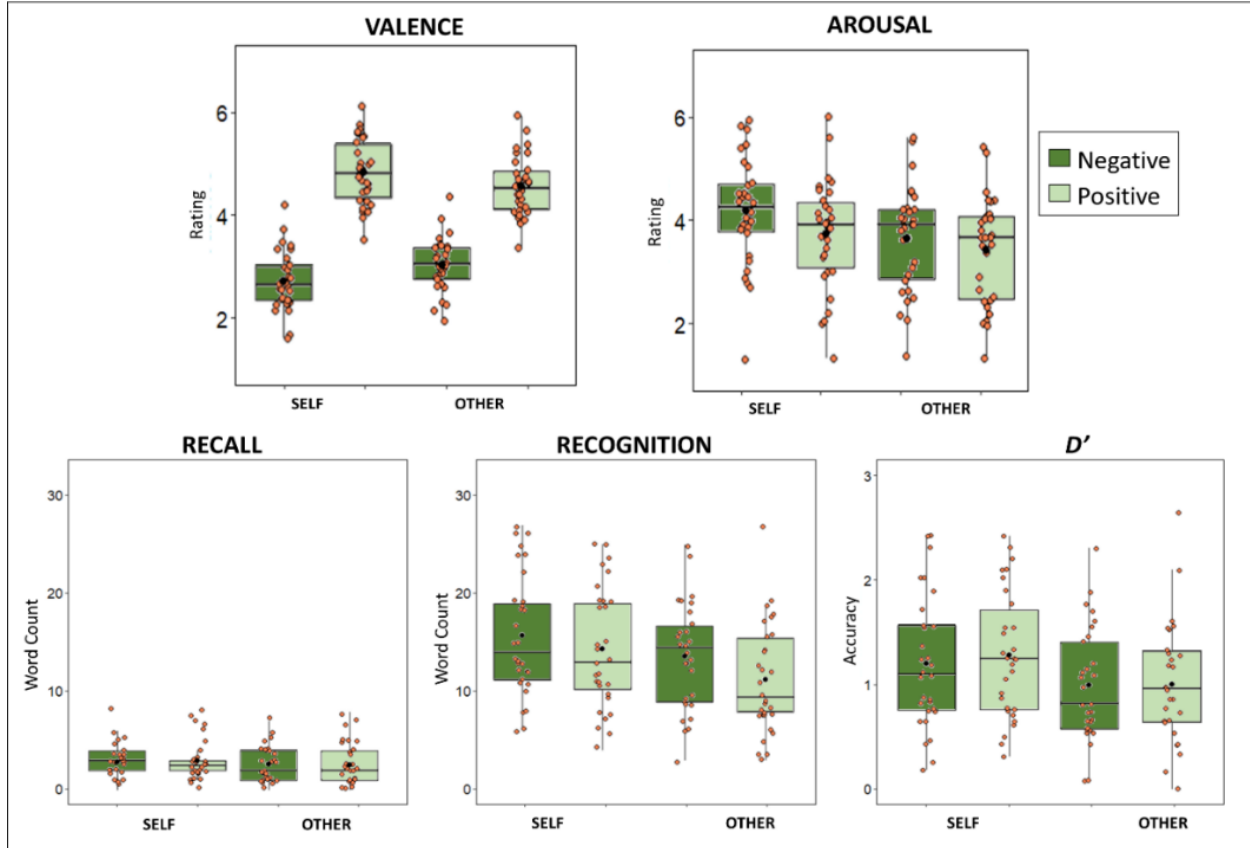 VALENCE
AROUSAL
6
4
2
Rating
SELF
OTHER
6
4
2
Rating
SELF
OTHER
Negative
Positive
RECALL
RECOGNITION
D’
30
20
10
0
Word Count
SELF
OTHER
30
20
10
0
Word Count
SELF
OTHER
3
2
1
0
Accuracy
SELF
OTHER